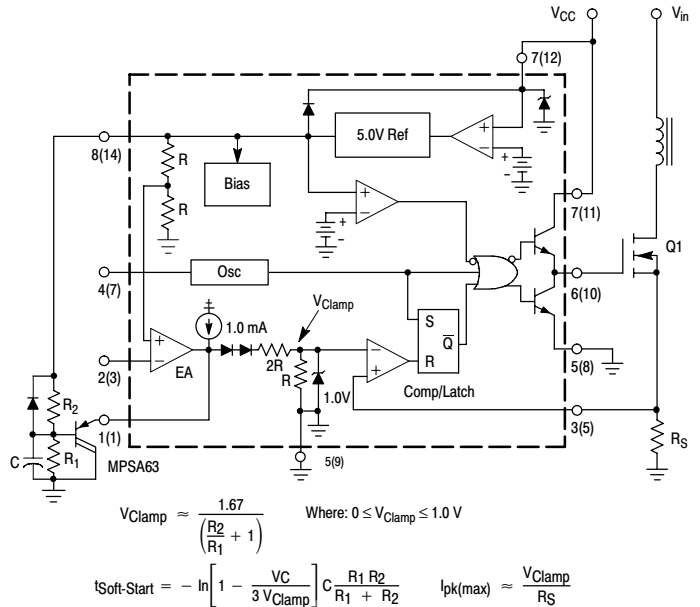 VCC
Vin
7(12)
5.0V Ref
+
−
+
−
8(14)
R
Bias
R
+
−
+
−
7(11)
Q1
4(7)
Osc
6(10)
VClamp
S
Q̅
R
1.0 mA
+
−
EA
2R
R
1.0V
−
+
Comp/Latch
5(8)
2(3)
3(5)
R2
1(1)
C
R1
MPSA63
5(9)
RS
VClamp ≈ 1.67 / (R2/R1 + 1) Where: 0 ≤ VClamp ≤ 1.0 V
tSoft-Start = − ln[1 − VC / 3 VClamp] C R1 R2 / R1 + R2 Ipk(max) ≈ VClamp / RS